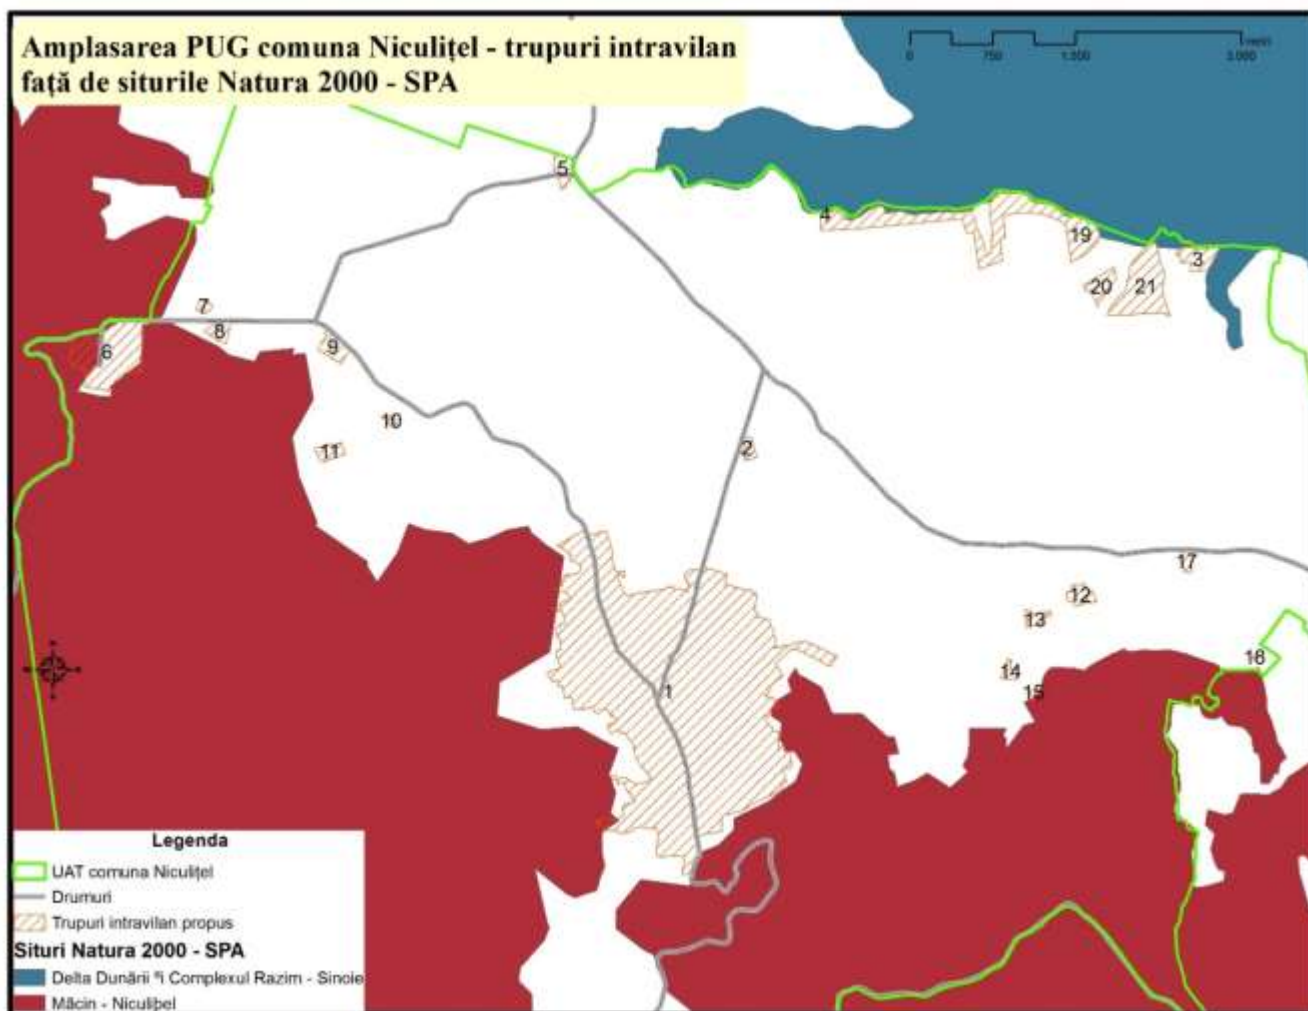 Amplasarea PUG comuna Niculițel - trupuri intravilan
față de siturile Natura 2000 - SPA
0 750 1.500 3.000
5
4
19
3
20 21
7
8
6
9
10
11
2
17
12
13
16
14
15
1
Legenda
UAT comuna Niculițel
Drumuri
Trupuri intravilan propus
Situri Natura 2000 - SPA
Delta Dunării ªi Complexul Razim - Sinoie
Măcin - Niculiþel